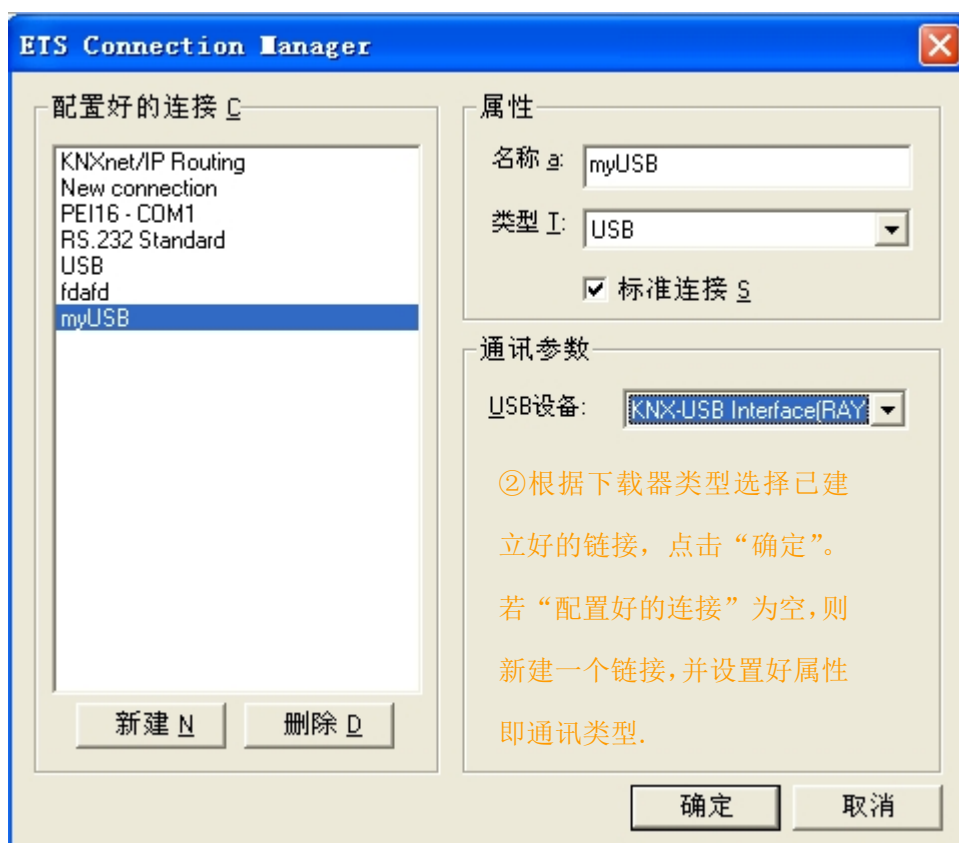 ETS Connection Manager
配置好的连接 C
KNXnet/IP Routing
New connection
PEI16 - COM1
RS.232 Standard
USB
fdafd
myUSB
新建 N
删除 D
属性
名称 a:
myUSB
类型 T:
USB
标准连接 S
通讯参数
USB设备:
KNX-USB Interface(RAY
②根据下载器类型选择已建
立好的链接，点击“确定”。
若“配置好的连接”为空，则
新建一个链接，并设置好属性
即通讯类型.
确定
取消